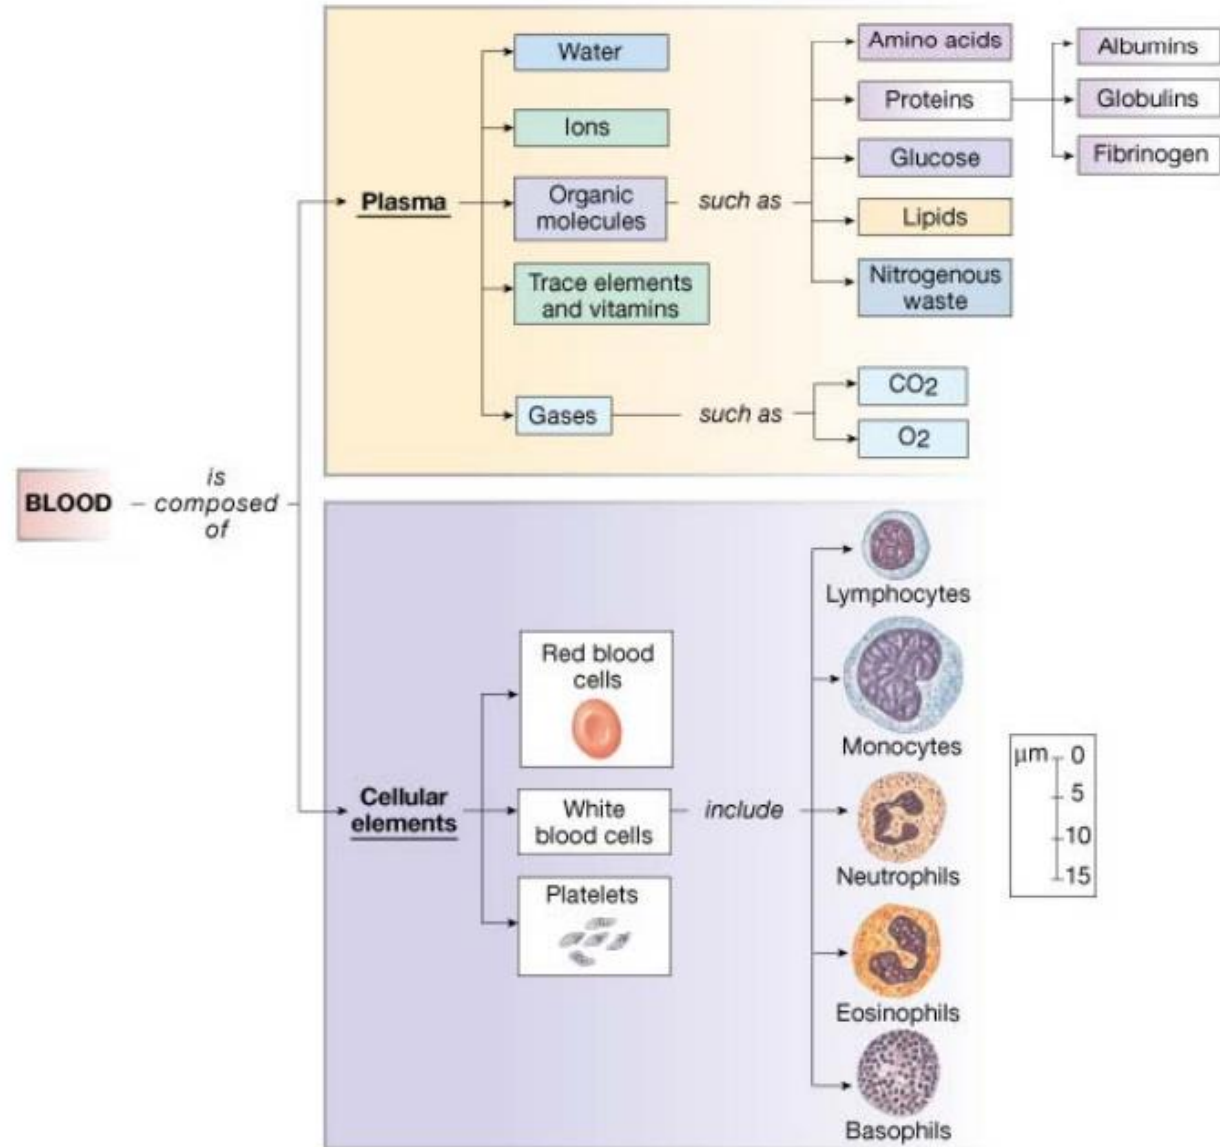 BLOOD
is
composed
of
Plasma
Water
Ions
Organic
molecules
such as
Trace elements
and vitamins
Gases
such as
Amino acids
Proteins
Glucose
Lipids
Nitrogenous
waste
CO2
O2
Albumins
Globulins
Fibrinogen
Cellular
elements
Red blood
cells
White
blood cells
include
Platelets
Lymphocytes
Monocytes
Neutrophils
Eosinophils
Basophils
μm 0
5
10
15